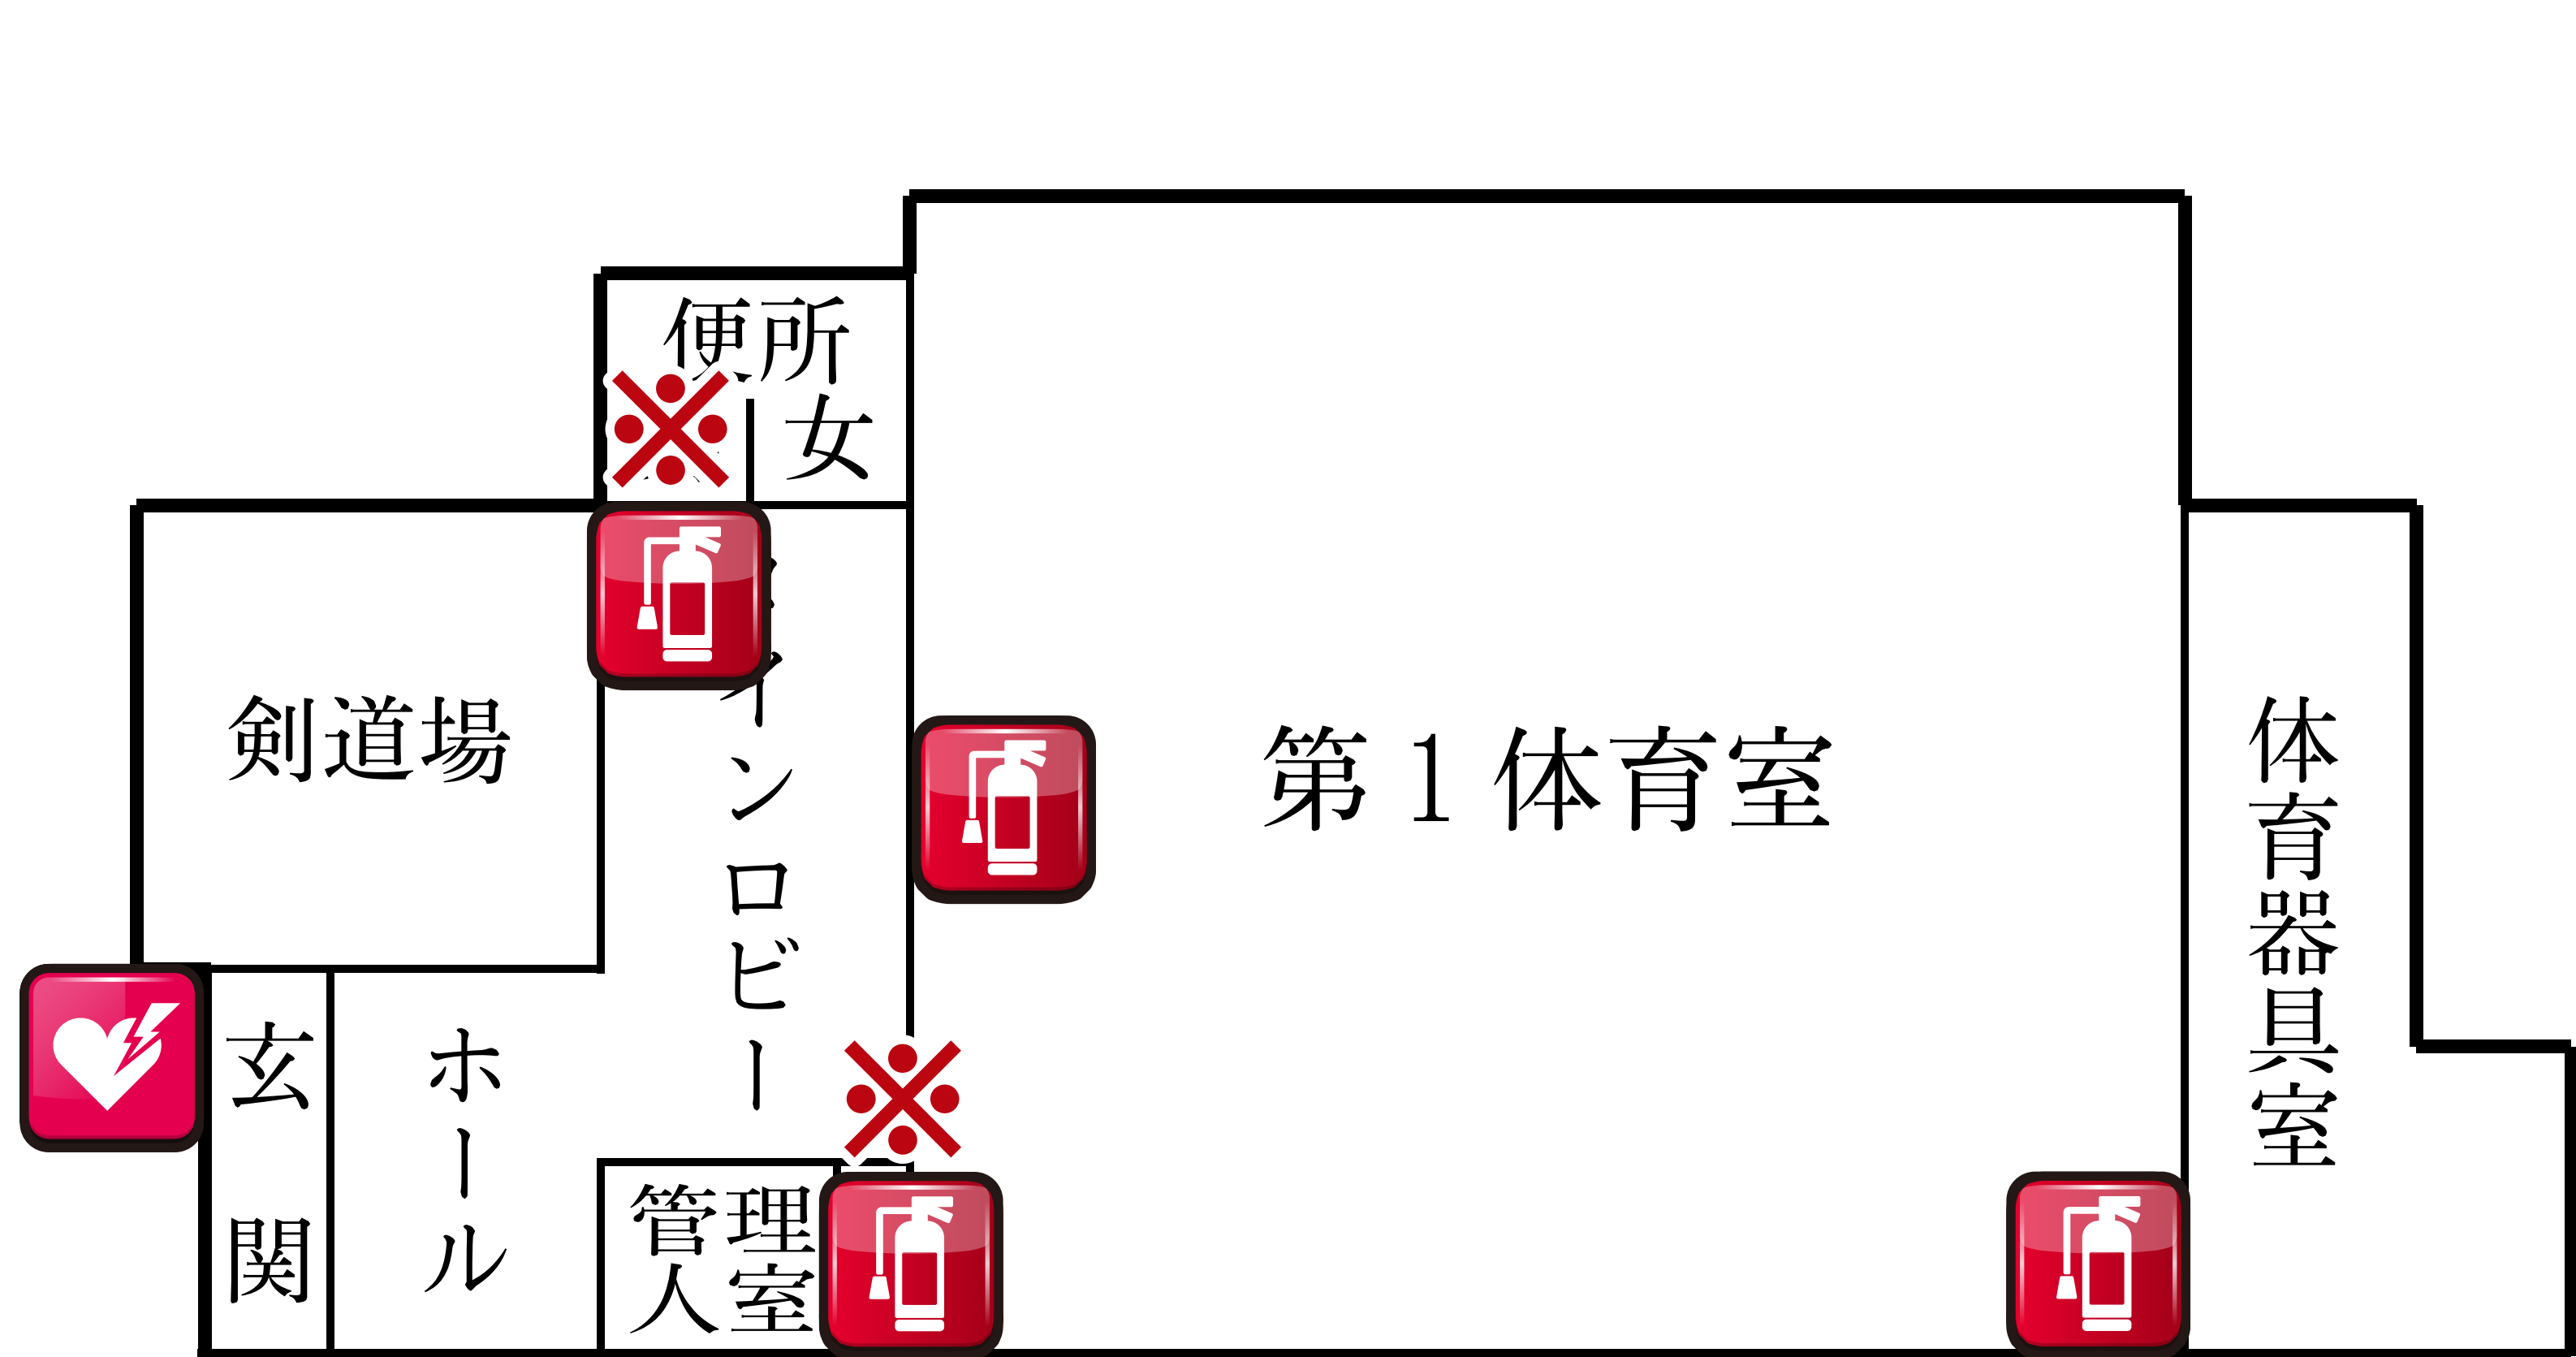 便所
※
女
剣道場
インロビー
第1体育室
体育器具室
※
玄関
ホール
管理
人室